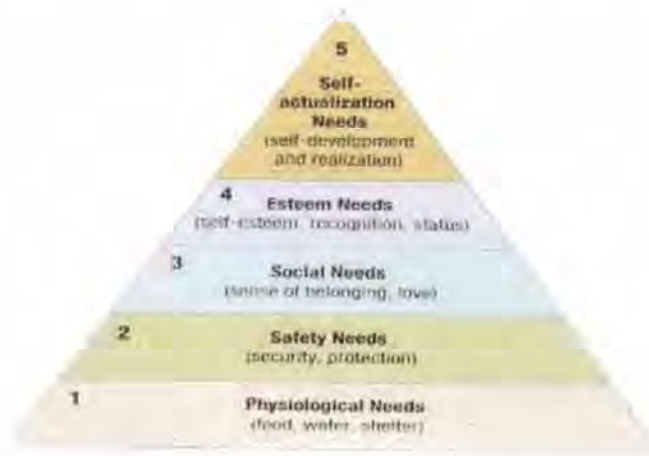 5
Self-
actualization
Needs
(self-development
and realization)
4
Esteem Needs
(self-esteem, recognition, status)
3
Social Needs
(sense of belonging, love)
2
Safety Needs
(security, protection)
1
Physiological Needs
(food, water, shelter)